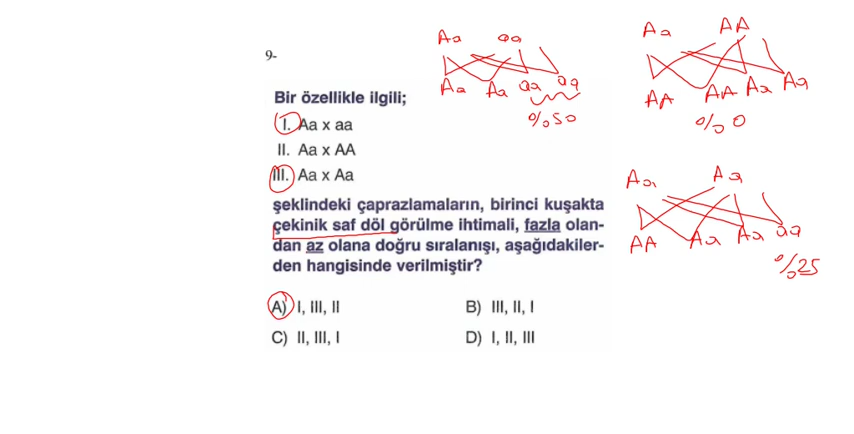 9-
Aa aa
Aa Aa aa aa
%50
Aa AA
AA AA Aa Aa
% 0
Aa Aa
AA Aa Aa aa
%25
Bir özellikle ilgili;
I. Aa x aa
II. Aa x AA
III. Aa x Aa
şeklindeki çaprazlamaların, birinci kuşakta
çekinik saf döl görülme ihtimali, fazla olan-
dan az olana doğru sıralanışı, aşağıdakiler-
den hangisinde verilmiştir?
A) I, III, II B) III, II, I
C) II, III, I D) I, II, III